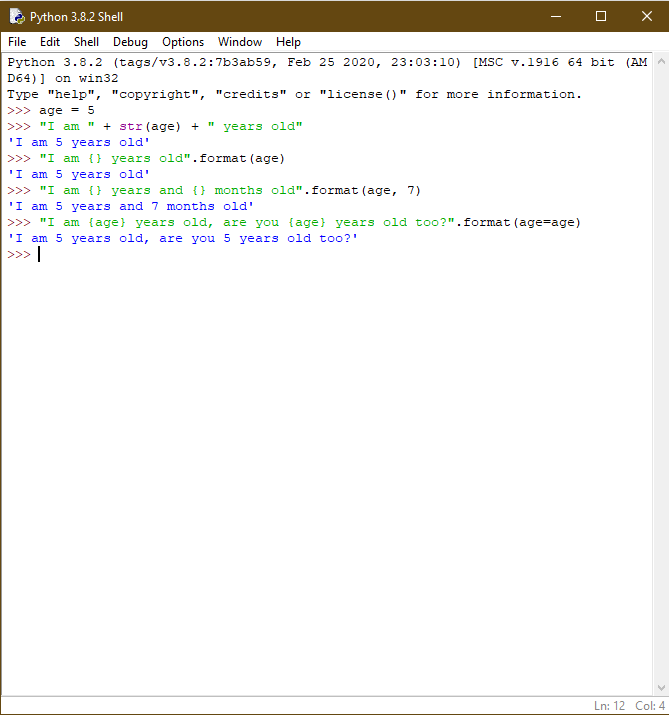 Python 3.8.2 Shell
File Edit Shell Debug Options Window Help
Python 3.8.2 (tags/v3.8.2:7b3ab59, Feb 25 2020, 23:03:10) [MSC v.1916 64 bit (AM
D64)] on win32
Type "help", "copyright", "credits" or "license()" for more information.
>>> age = 5
>>> "I am " + str(age) + " years old"
'I am 5 years old'
>>> "I am {} years old".format(age)
'I am 5 years old'
>>> "I am {} years and {} months old".format(age, 7)
'I am 5 years and 7 months old'
>>> "I am {age} years old, are you {age} years old too?".format(age=age)
'I am 5 years old, are you 5 years old too?'
>>>
Ln: 12 Col: 4